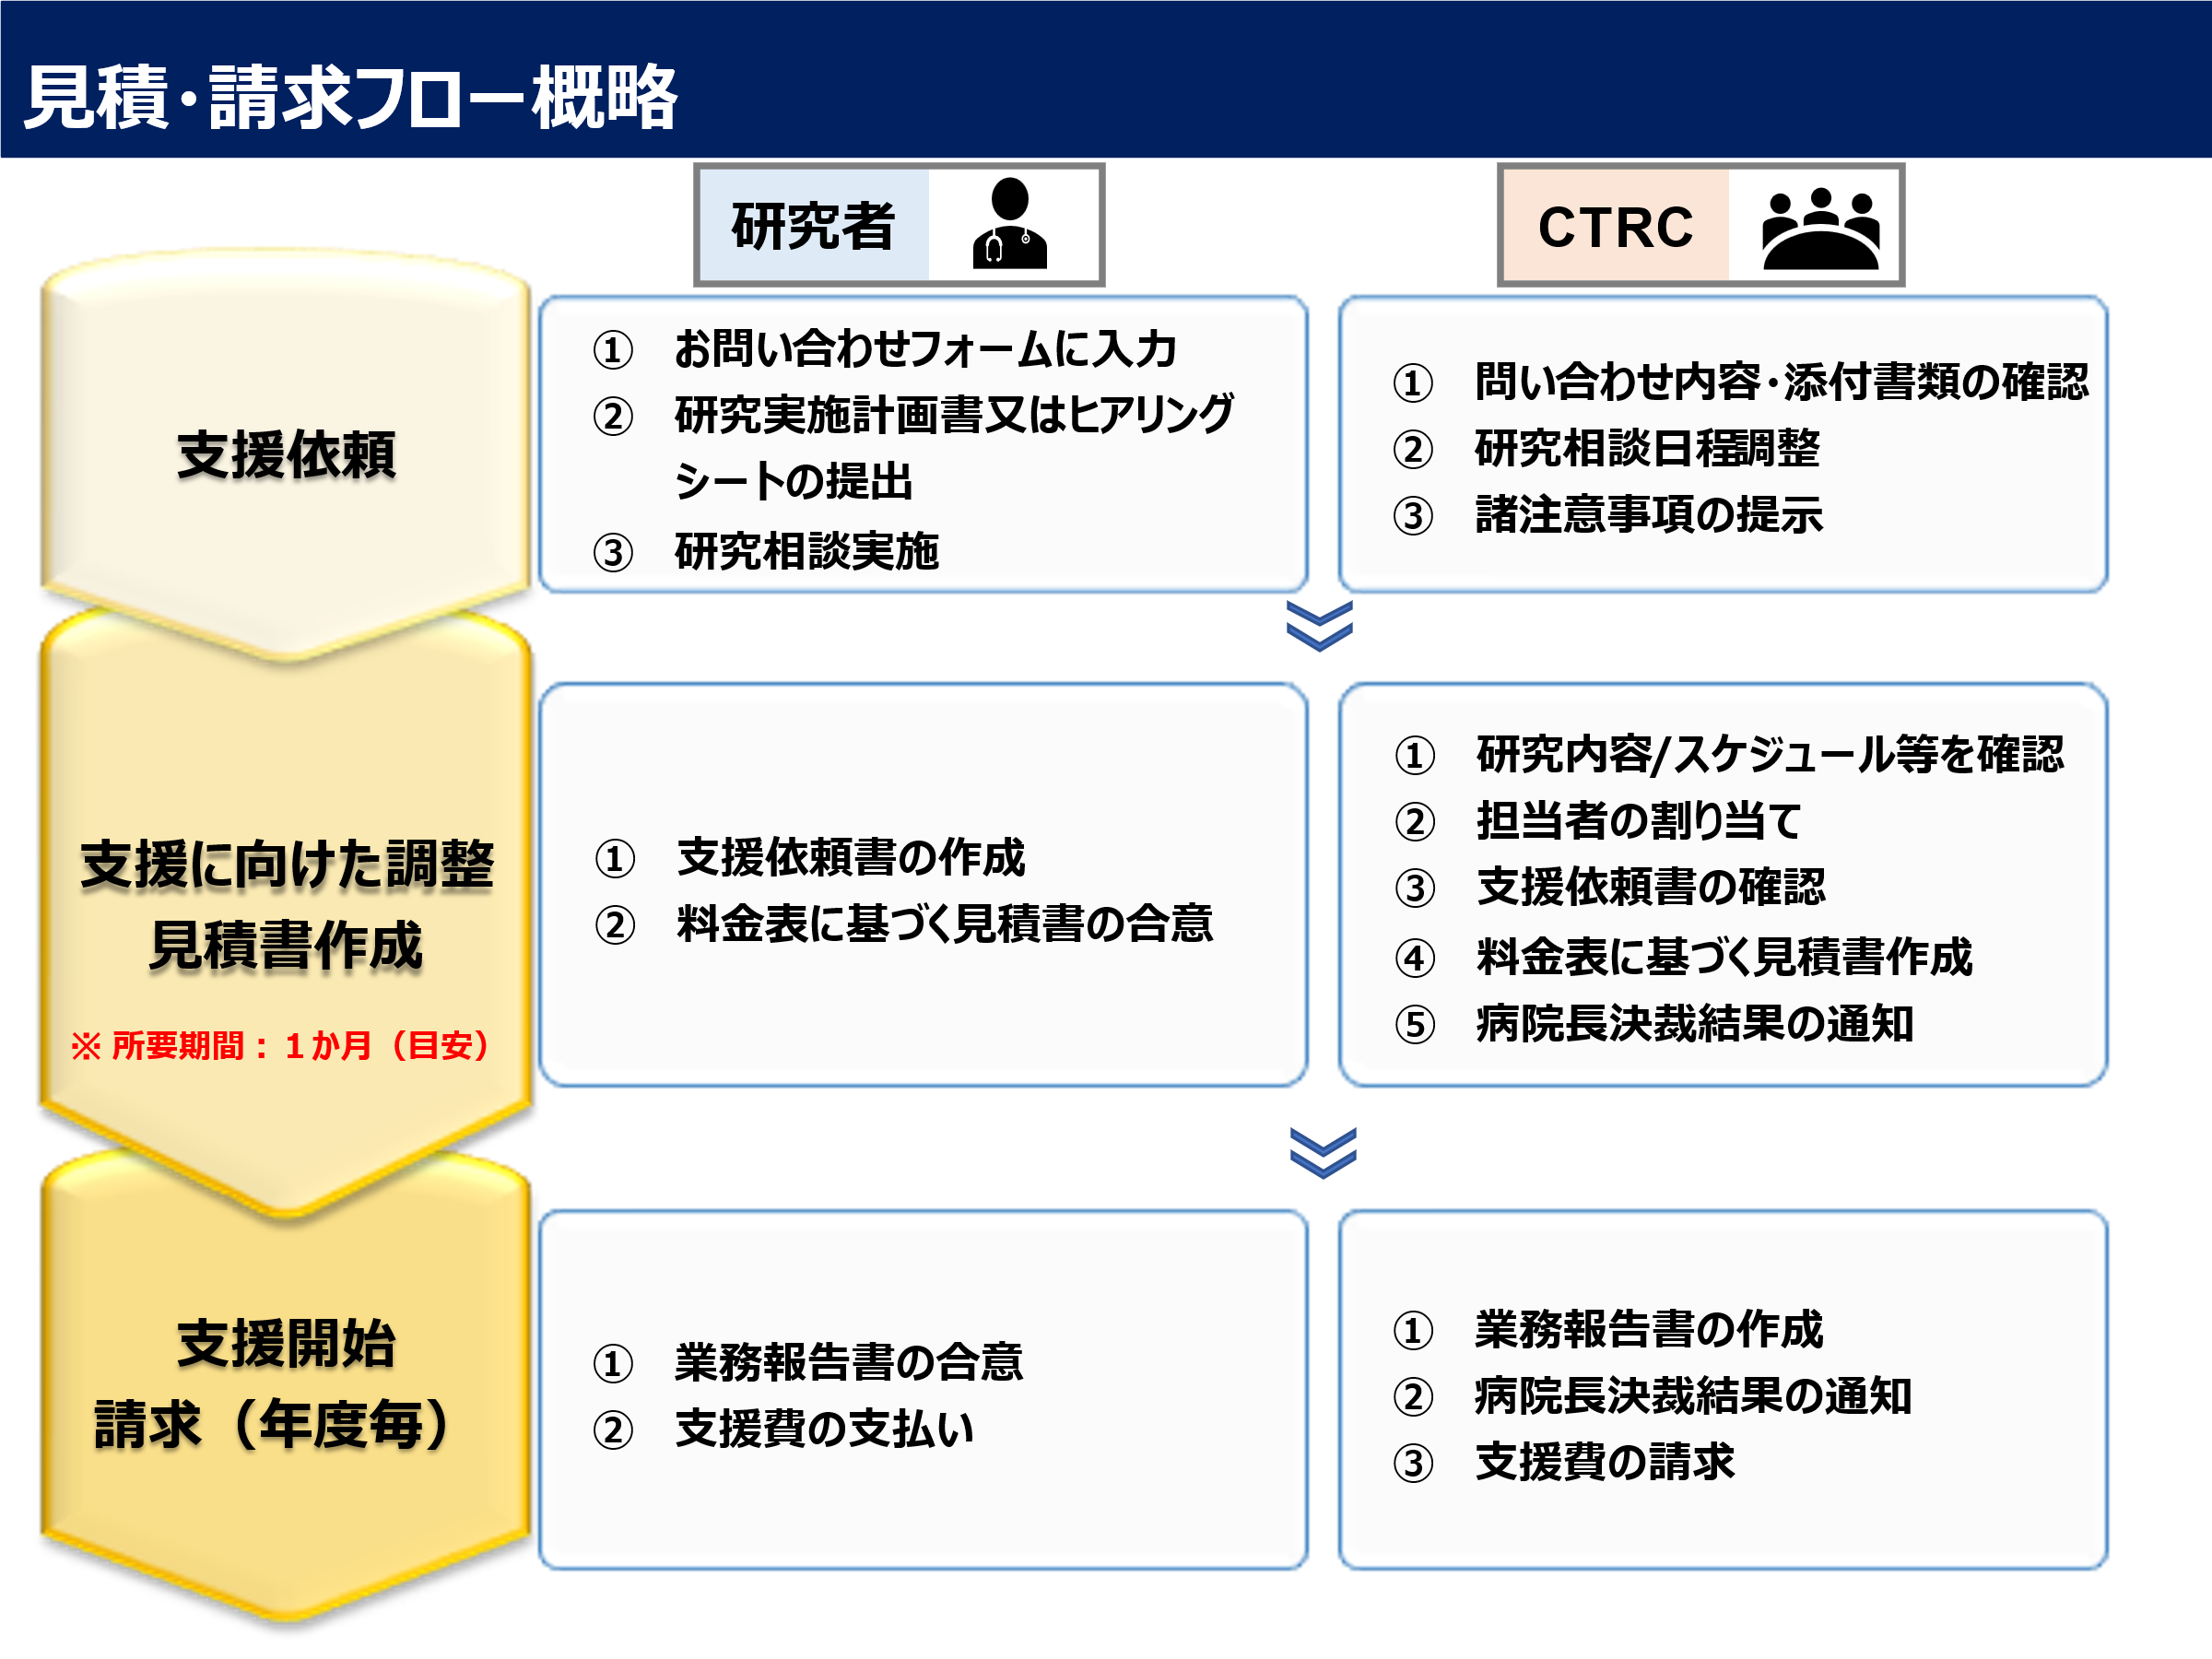 見積・請求フロー概略
研究者
CTRC
支援依頼
① お問い合わせフォームに入力
② 研究実施計画書又はヒアリング
シートの提出
③ 研究相談実施
① 問い合わせ内容・添付書類の確認
② 研究相談日程調整
③ 諸注意事項の提示
支援に向けた調整
見積書作成
※ 所要期間：１か月（目安）
① 支援依頼書の作成
② 料金表に基づく見積書の合意
① 研究内容/スケジュール等を確認
② 担当者の割り当て
③ 支援依頼書の確認
④ 料金表に基づく見積書作成
⑤ 病院長決裁結果の通知
支援開始
請求（年度毎）
① 業務報告書の合意
② 支援費の支払い
① 業務報告書の作成
② 病院長決裁結果の通知
③ 支援費の請求